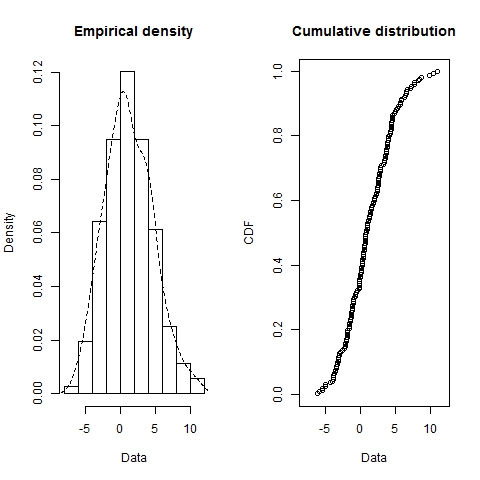 Empirical density
Density
0.00 0.02 0.04 0.06 0.08 0.10 0.12
-5 0 5 10
Data
Cumulative distribution
CDF
0.0 0.2 0.4 0.6 0.8 1.0
-5 0 5 10
Data